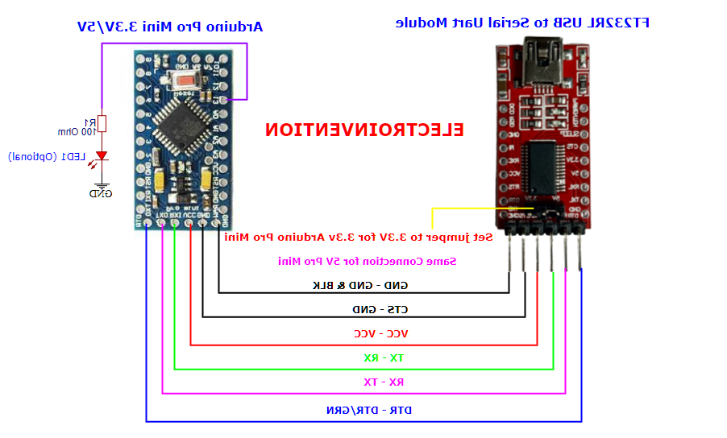 FT232RL USB to Serial Uart Module
Arduino Pro Mini 3.3V/5V
ELECTROINVENTION
R1
100 Ohm
LED1 (Optional)
GND
Set jumper to 3.3V for 3.3v Arduino Pro Mini
Same Connection for 5V Pro Mini
GND - GND & BLK
CTS - GND
VCC - VCC
TX - RX
RX - TX
DTR - DTR/GRN